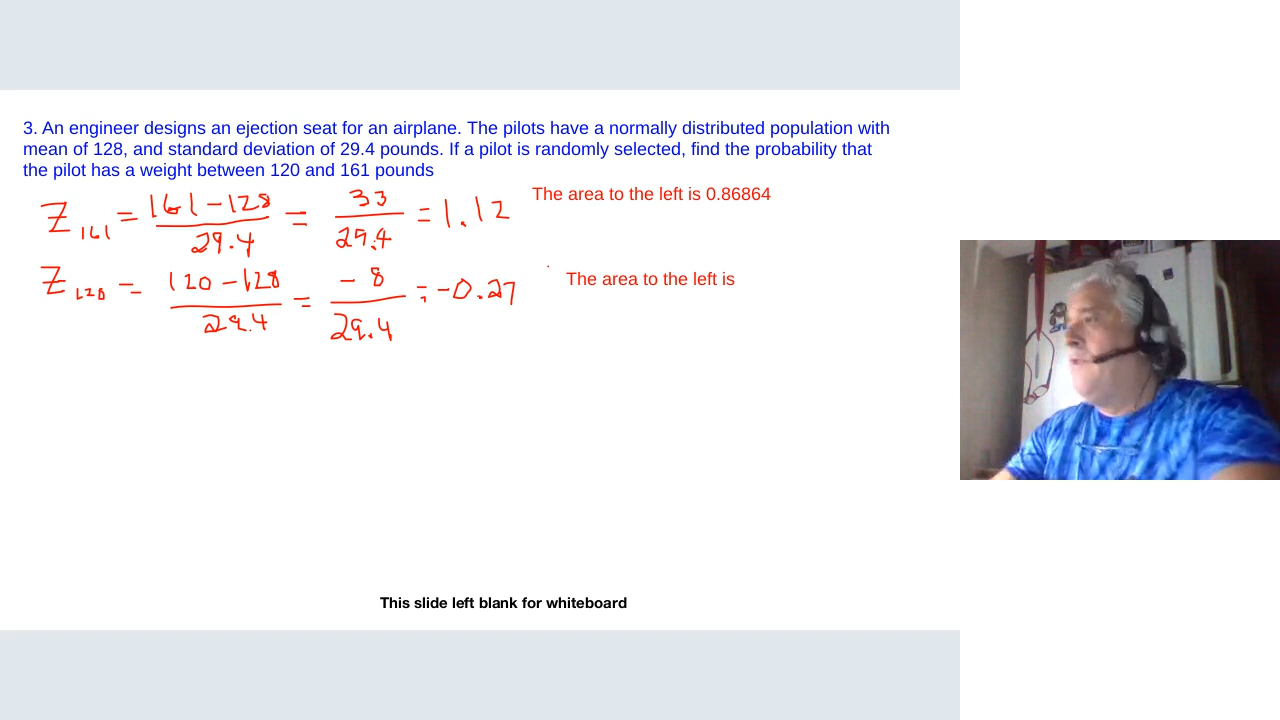 3. An engineer designs an ejection seat for an airplane. The pilots have a normally distributed population with
mean of 128, and standard deviation of 29.4 pounds. If a pilot is randomly selected, find the probability that
the pilot has a weight between 120 and 161 pounds
Z161 = 161-128 / 29.4 = 33 / 29.4 = 1.12
The area to the left is 0.86864
Z120 = 120-128 / 29.4 = -8 / 29.4 = -0.27
The area to the left is
This slide left blank for whiteboard